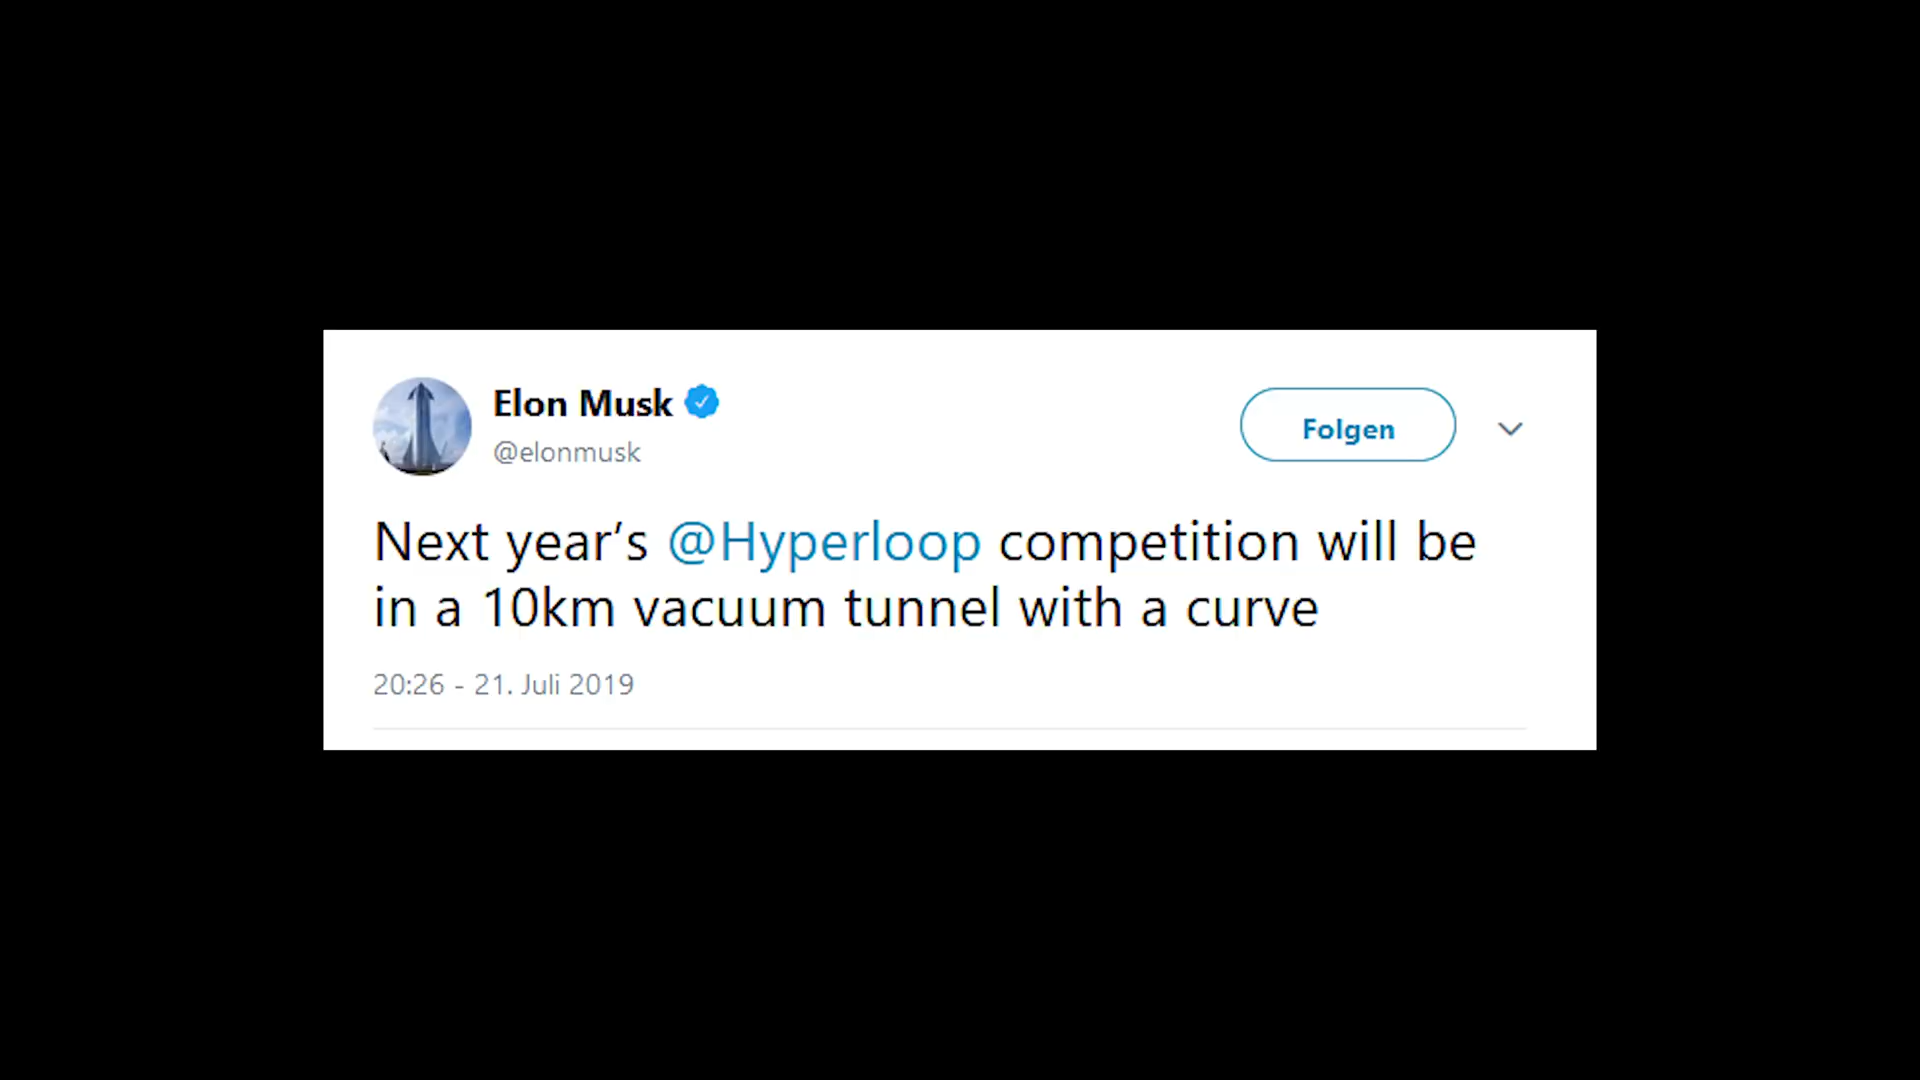 Elon Musk
@elonmusk
Folgen
Next year’s @Hyperloop competition will be
in a 10km vacuum tunnel with a curve
20:26 - 21. Juli 2019